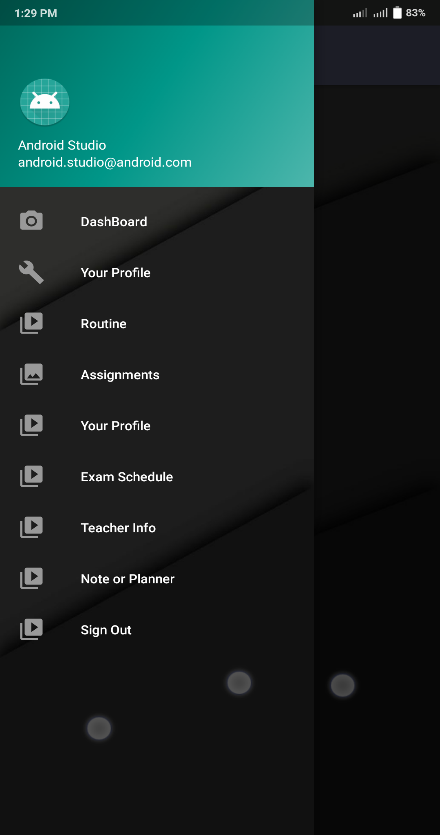 1:29 PM
83%
Android Studio
android.studio@android.com
DashBoard
Your Profile
Routine
Assignments
Your Profile
Exam Schedule
Teacher Info
Note or Planner
Sign Out